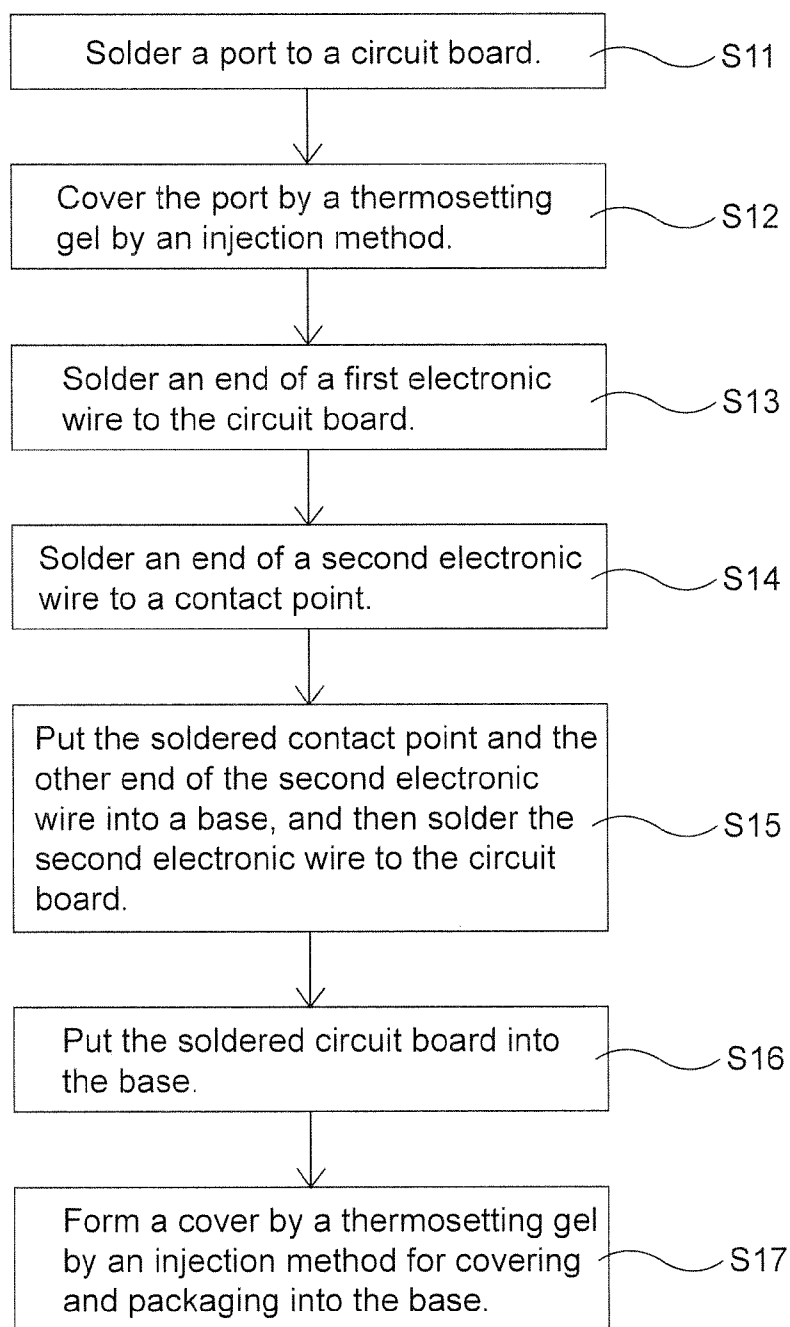 Solder a port to a circuit board.
S11
Cover the port by a thermosetting
gel by an injection method.
S12
Solder an end of a first electronic
wire to the circuit board.
S13
Solder an end of a second electronic
wire to a contact point.
S14
Put the soldered contact point and the
other end of the second electronic
wire into a base, and then solder the
second electronic wire to the circuit
board.
S15
Put the soldered circuit board into
the base.
S16
Form a cover by a thermosetting gel
by an injection method for covering
and packaging into the base.
S17